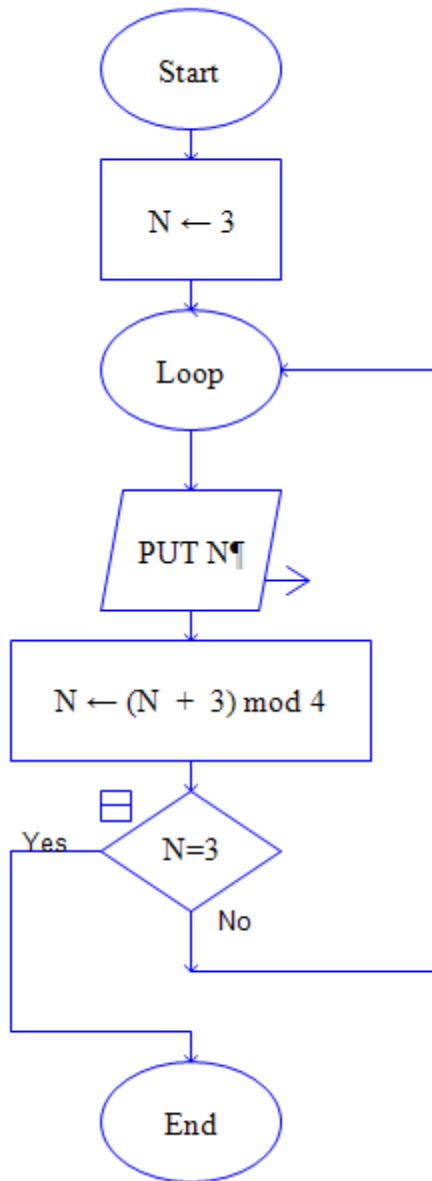 Start
N ← 3
Loop
PUT N¶
N ← (N + 3) mod 4
Yes
N=3
No
End